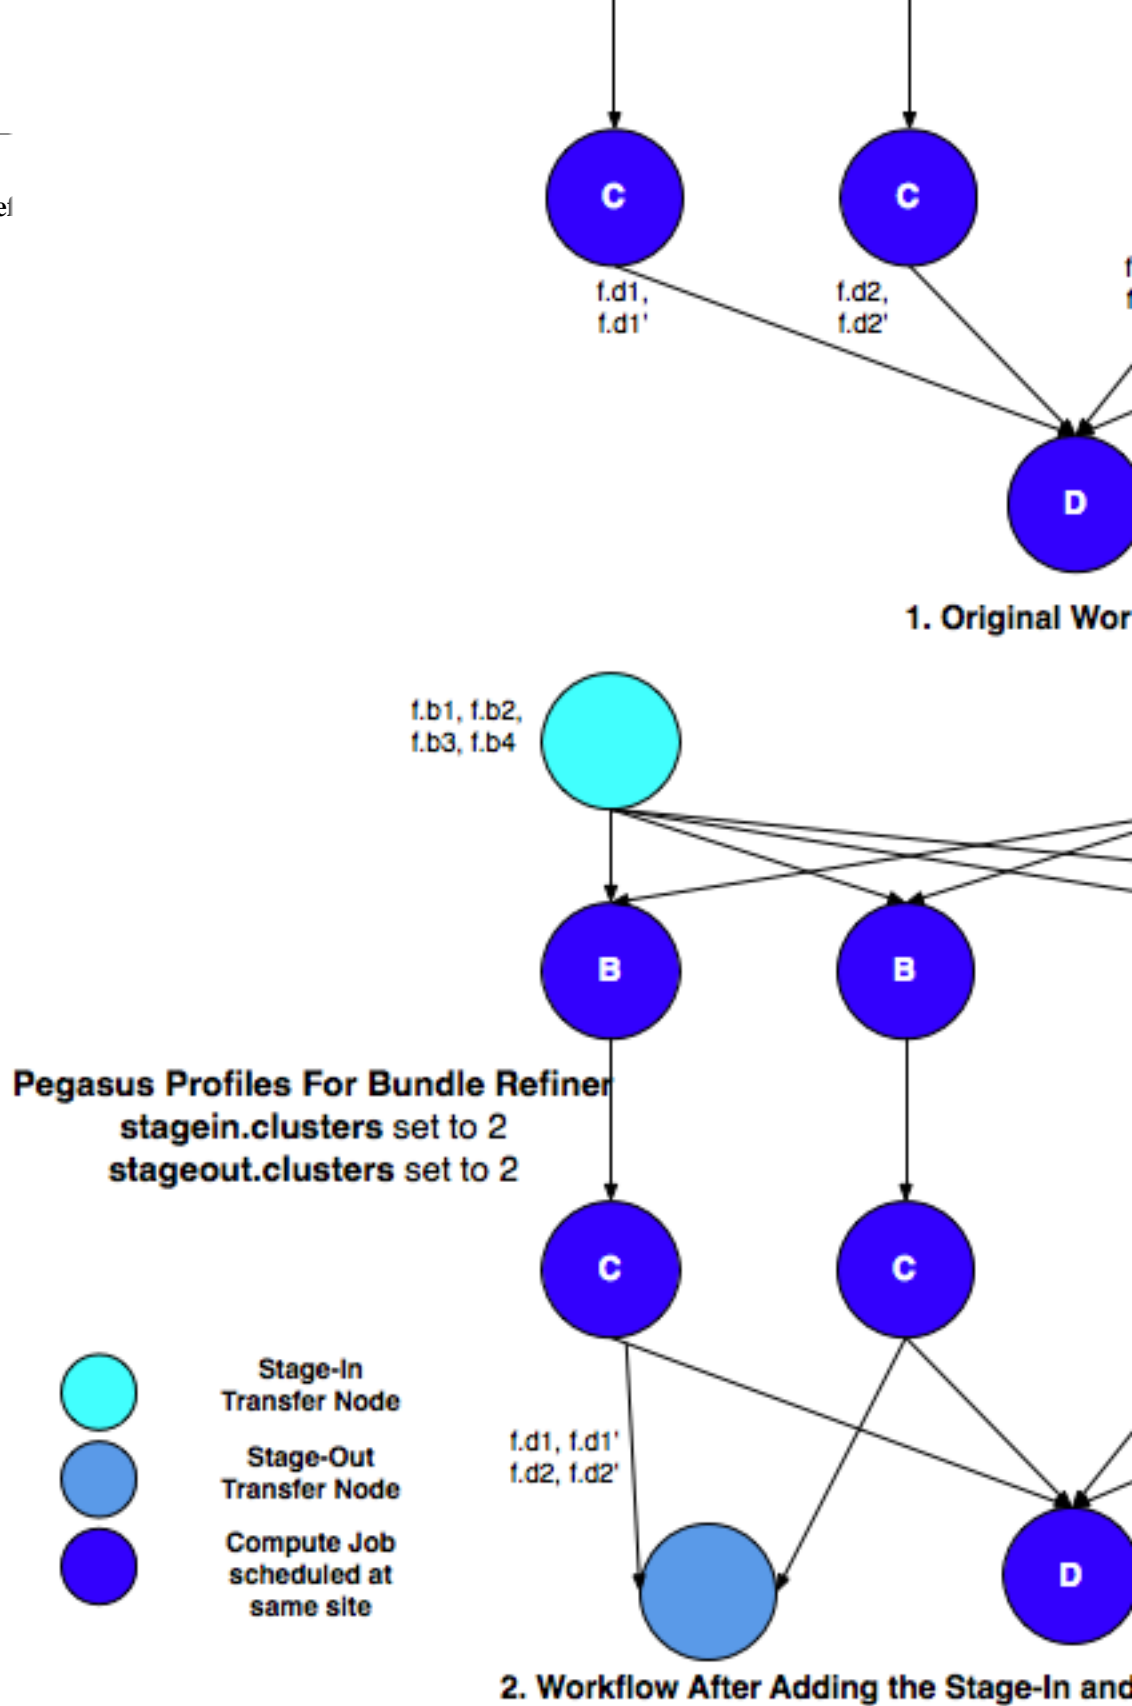 C
C
f.d1,
f.d1'
f.d2,
f.d2'
D
1. Original Wor
f.b1, f.b2,
f.b3, f.b4
B
B
Pegasus Profiles For Bundle Refiner
stagein.clusters set to 2
stageout.clusters set to 2
C
C
Stage-In
Transfer Node
Stage-Out
Transfer Node
Compute Job
scheduled at
same site
f.d1, f.d1'
f.d2, f.d2'
D
2. Workflow After Adding the Stage-In and